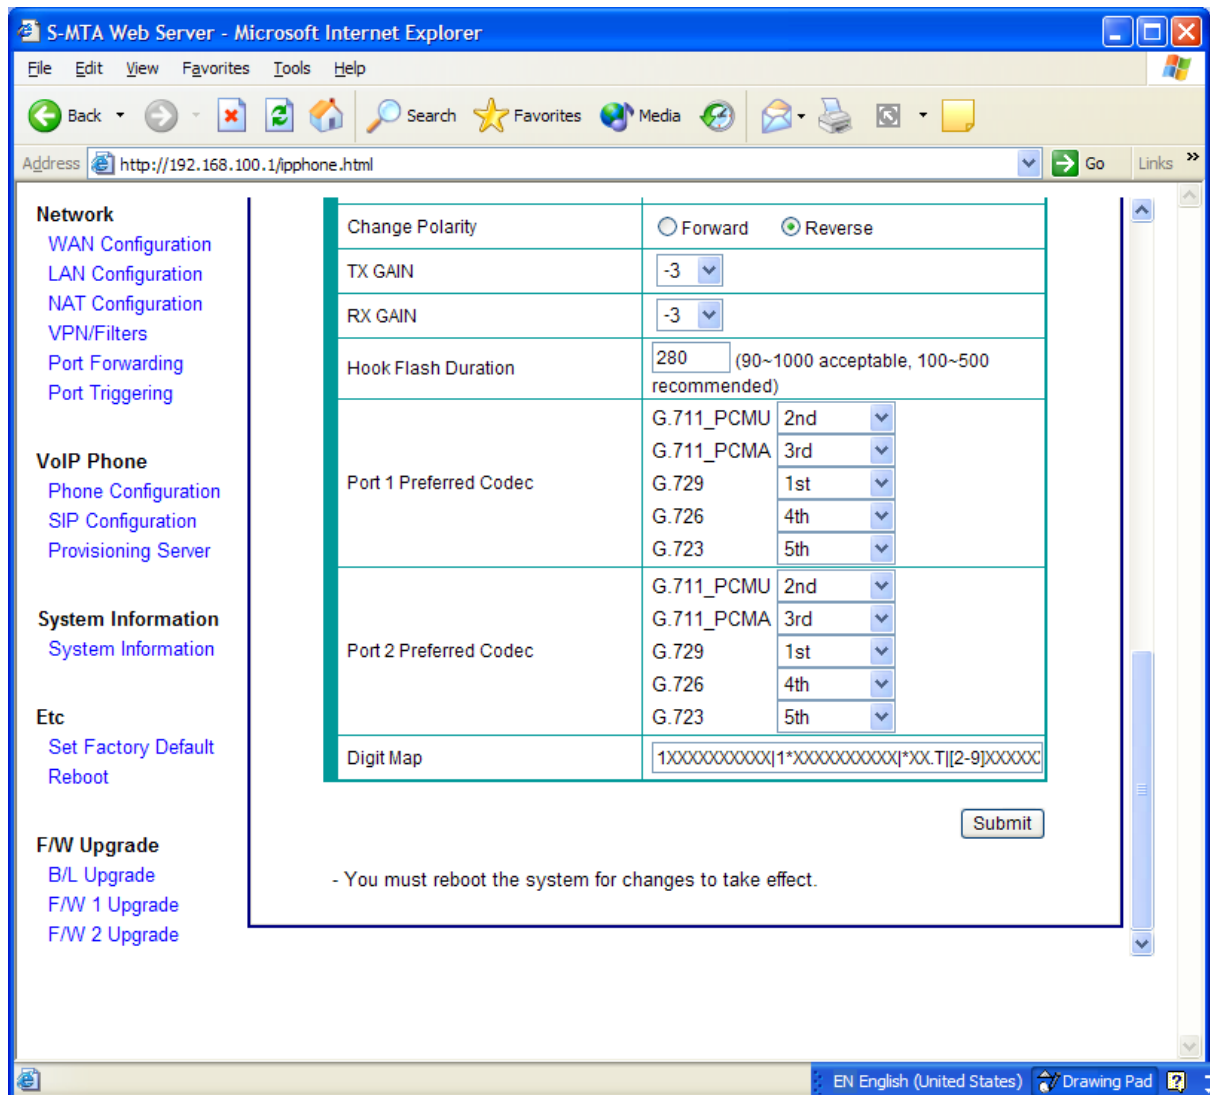 S-MTA Web Server - Microsoft Internet Explorer
File Edit View Favorites Tools Help
Back Search Favorites Media
Address http://192.168.100.1/ipphone.html Go Links »
Network
WAN Configuration
LAN Configuration
NAT Configuration
VPN/Filters
Port Forwarding
Port Triggering
VoIP Phone
Phone Configuration
SIP Configuration
Provisioning Server
System Information
System Information
Etc
Set Factory Default
Reboot
F/W Upgrade
B/L Upgrade
F/W 1 Upgrade
F/W 2 Upgrade
Change Polarity Forward Reverse
TX GAIN -3
RX GAIN -3
Hook Flash Duration 280 (90~1000 acceptable, 100~500
recommended)
Port 1 Preferred Codec
G.711_PCMU 2nd
G.711_PCMA 3rd
G.729 1st
G.726 4th
G.723 5th
Port 2 Preferred Codec
G.711_PCMU 2nd
G.711_PCMA 3rd
G.729 1st
G.726 4th
G.723 5th
Digit Map 1XXXXXXXXXX|1*XXXXXXXXXX|*XX.T|[2-9]XXXXX
Submit
- You must reboot the system for changes to take effect.
EN English (United States) Drawing Pad